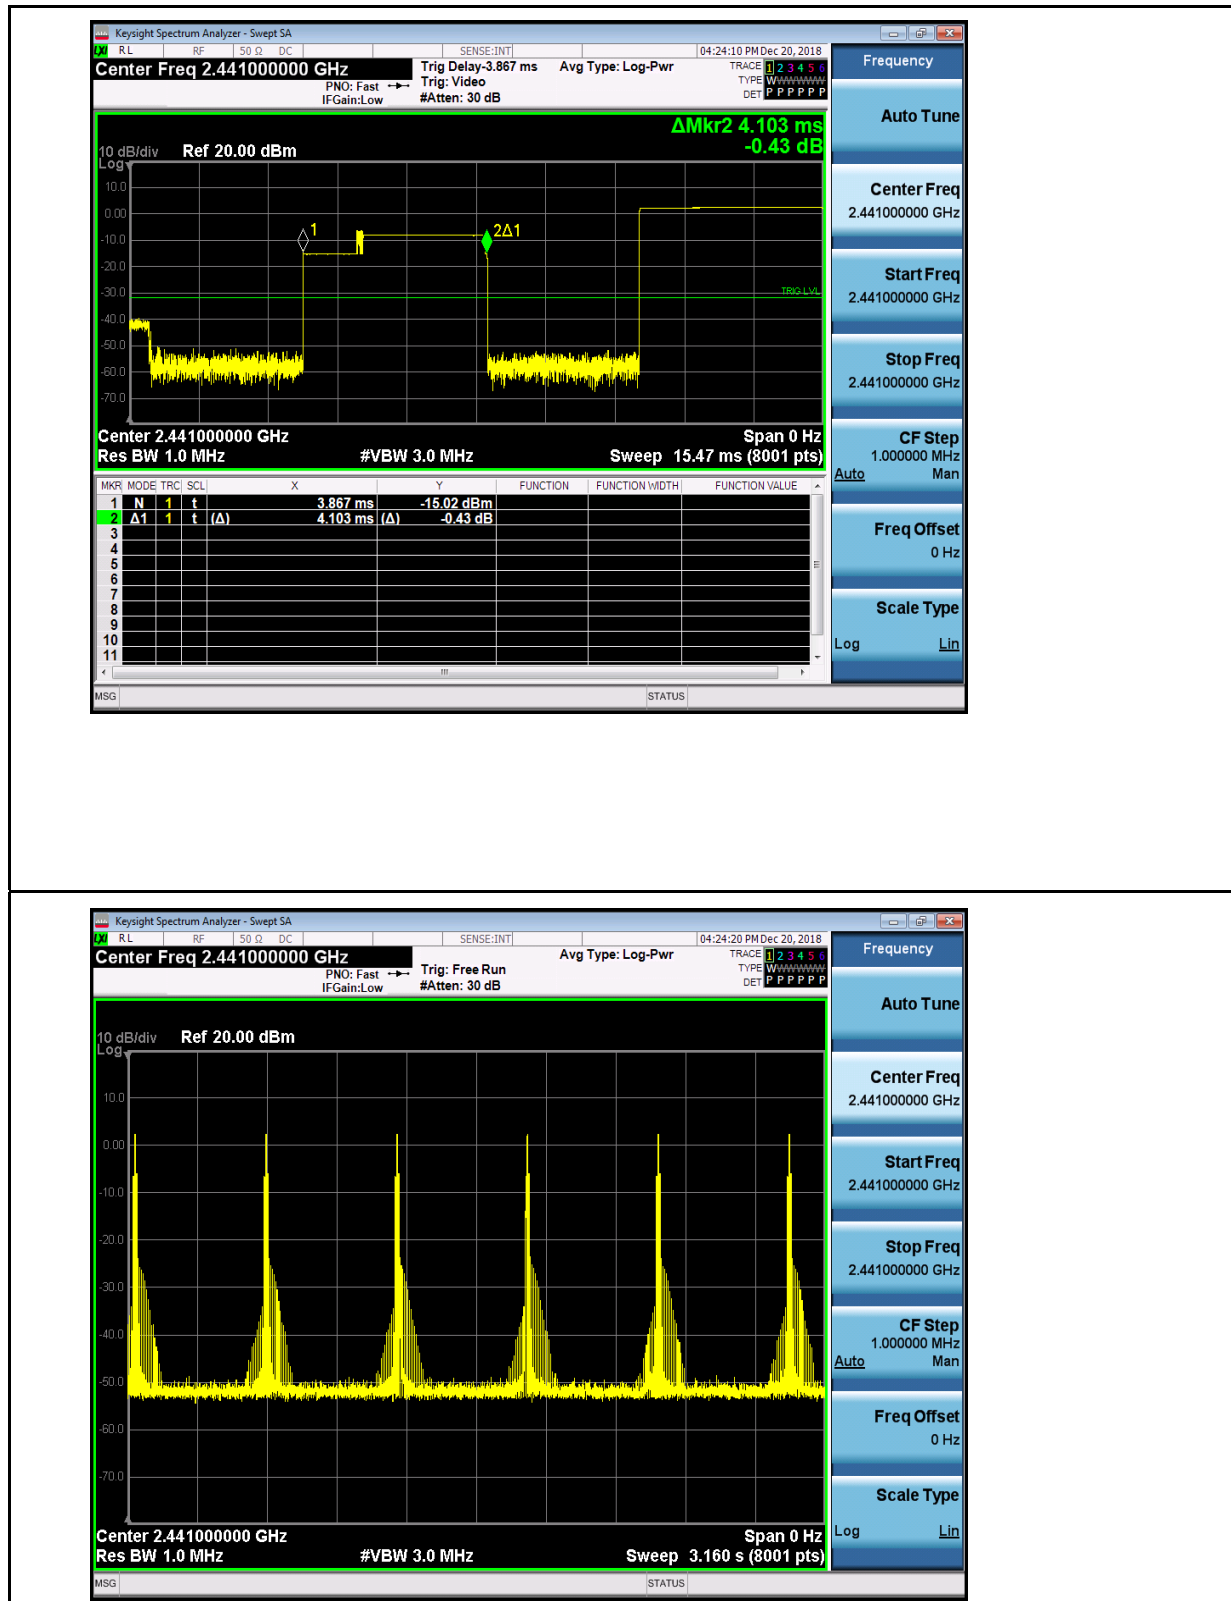 Keysight Spectrum Analyzer - Swept SA
LXI RL RF 50 Ω DC SENSE:INT 04:24:10 PM Dec 20, 2018
Center Freq 2.441000000 GHz Trig Delay-3.867 ms Avg Type: Log-Pwr TRACE 1 2 3 4 5 6
PNO: Fast Trig: Video TYPE WWWWWW
IFGain:Low #Atten: 30 dB DET P P P P P P
ΔMkr2 4.103 ms
-0.43 dB
10 dB/div Ref 20.00 dBm
Log
10.0
0.00
1 2Δ1
-10.0
-20.0
-30.0 TRIG LVL
-40.0
-50.0
-60.0
-70.0
Center 2.441000000 GHz Span 0 Hz
Res BW 1.0 MHz #VBW 3.0 MHz Sweep 15.47 ms (8001 pts)
MKR MODE TRC SCL X Y FUNCTION FUNCTION WIDTH FUNCTION VALUE
1 N 1 t 3.867 ms -15.02 dBm
2 Δ1 1 t (Δ) 4.103 ms (Δ) -0.43 dB
3
4
5
6
7
8
9
10
11
MSG STATUS
Frequency
Auto Tune
Center Freq
2.441000000 GHz
Start Freq
2.441000000 GHz
Stop Freq
2.441000000 GHz
CF Step
1.000000 MHz
Auto Man
Freq Offset
0 Hz
Scale Type
Log Lin
Keysight Spectrum Analyzer - Swept SA
LXI RL RF 50 Ω DC SENSE:INT 04:24:20 PM Dec 20, 2018
Center Freq 2.441000000 GHz Avg Type: Log-Pwr TRACE 1 2 3 4 5 6
PNO: Fast Trig: Free Run TYPE WWWWWW
IFGain:Low #Atten: 30 dB DET P P P P P P
10 dB/div Ref 20.00 dBm
Log
10.0
0.00
-10.0
-20.0
-30.0
-40.0
-50.0
-60.0
-70.0
Center 2.441000000 GHz Span 0 Hz
Res BW 1.0 MHz #VBW 3.0 MHz Sweep 3.160 s (8001 pts)
MSG STATUS
Frequency
Auto Tune
Center Freq
2.441000000 GHz
Start Freq
2.441000000 GHz
Stop Freq
2.441000000 GHz
CF Step
1.000000 MHz
Auto Man
Freq Offset
0 Hz
Scale Type
Log Lin